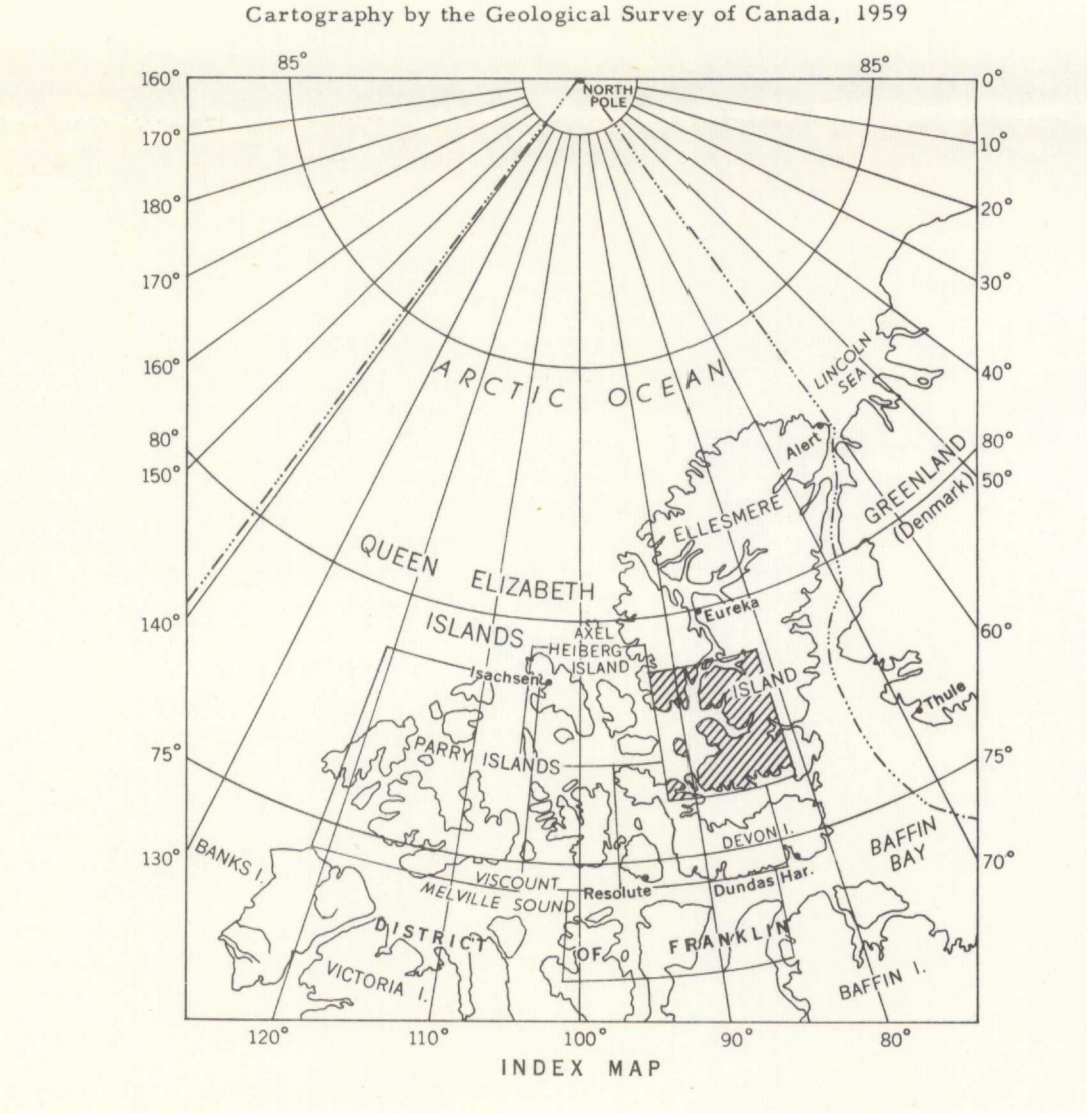 Cartography by the Geological Survey of Canada, 1959
85°
85°
160°
NORTH
POLE
0°
170°
10°
180°
20°
170°
30°
160°
ARCTIC OCEAN
LINCOLN
SEA
40°
80°
Alert
80°
150°
GREENLAND
(Denmark)
50°
ELLESMERE
QUEEN ELIZABETH
Eureka
140°
ISLANDS
AXEL
HEIBERG
ISLAND
60°
Isachsen
ISLAND
Thule
75°
PARRY ISLANDS
75°
DEVON I.
BAFFIN
BAY
130°
BANKS I.
70°
VISCOUNT
MELVILLE SOUND
Resolute
Dundas Har.
DISTRICT
OF
FRANKLIN
VICTORIA I.
BAFFIN I.
120°
110°
100°
90°
80°
INDEX MAP